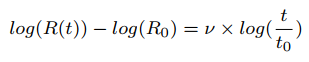 log(R(t)) − log(R₀) = ν × log(t/t₀)